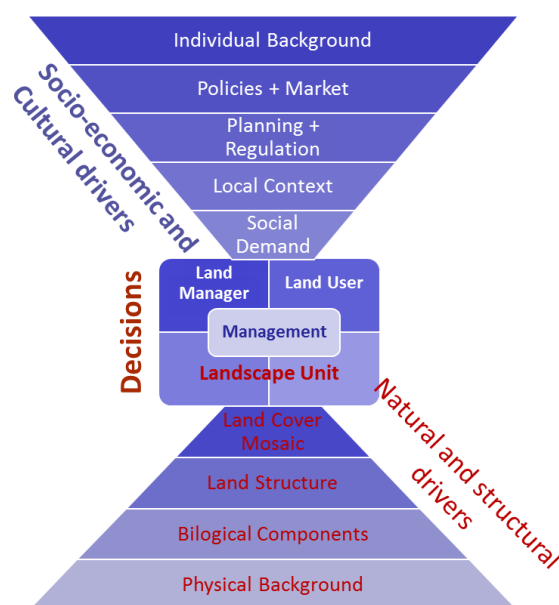 Individual Background
Policies + Market
Planning +
Regulation
Local Context
Social
Demand
Socio-economic and
Cultural drivers
Decisions
Land
Manager
Land User
Management
Landscape Unit
Land Cover
Mosaic
Land Structure
Bilogical Components
Physical Background
Natural and structural
drivers